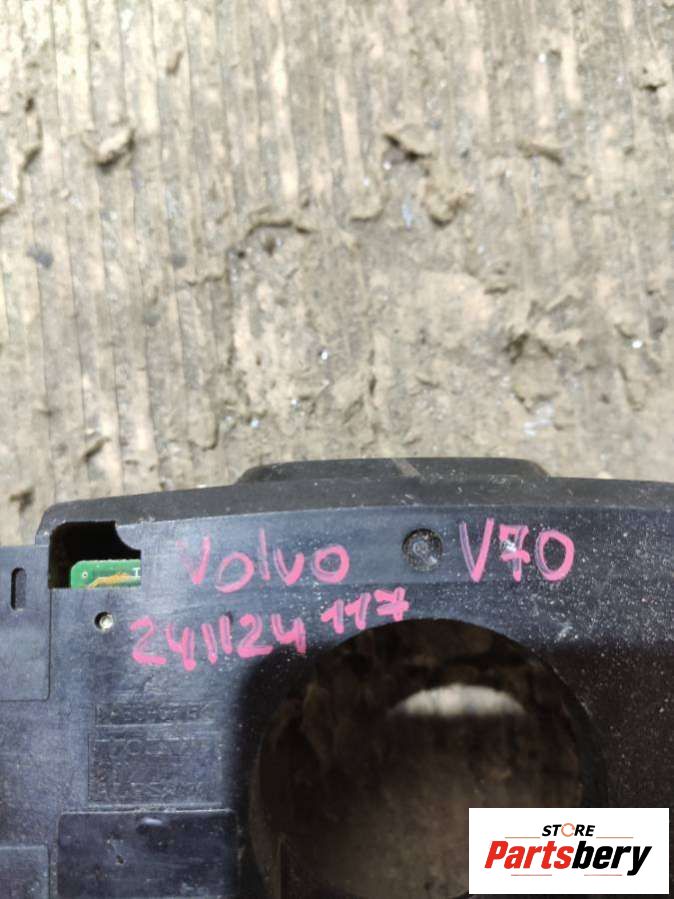 Volvo V70
241124 117
STORE
Partsbery